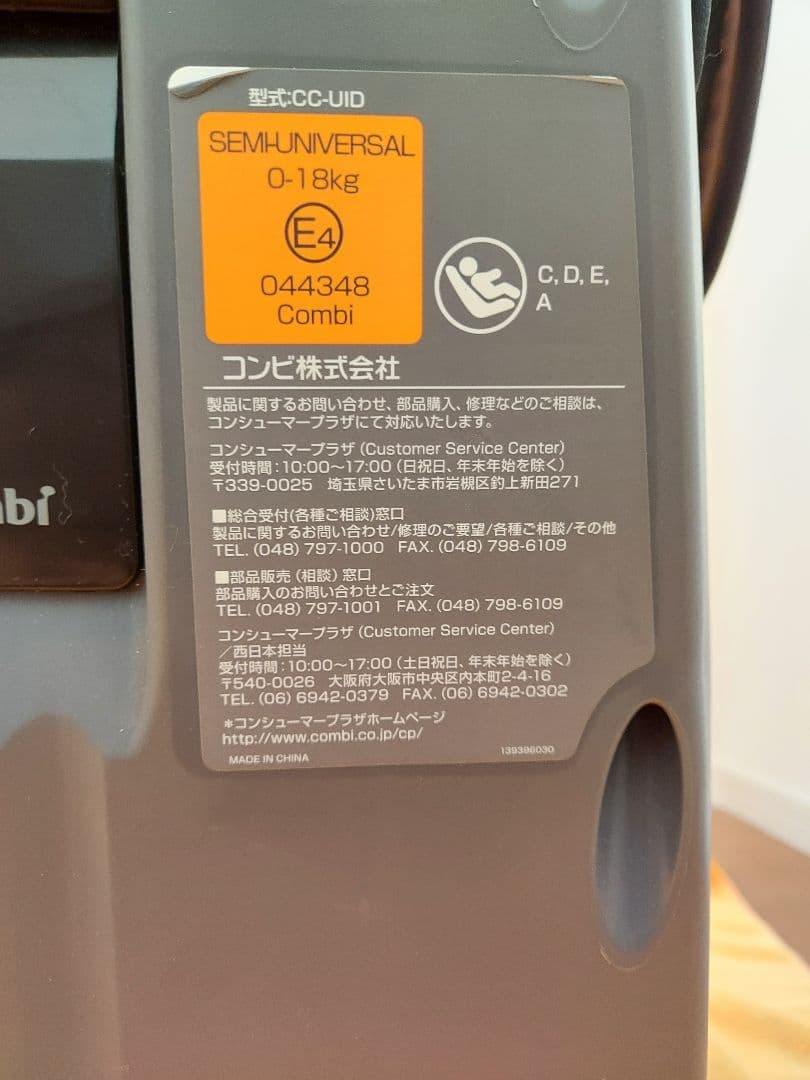 型式:CC-UID
SEMI-UNIVERSAL
0-18kg
E4
044348
Combi
C, D, E,
A
コンビ株式会社
製品に関するお問い合わせ、部品購入、修理などのご相談は、
コンシューマープラザにて対応いたします。
コンシューマープラザ (Customer Service Center)
受付時間:10:00〜17:00 (日祝日、年末年始を除く)
〒339-0025 埼玉県さいたま市岩槻区釣上新田271
■総合受付(各種ご相談)窓口
製品に関するお問い合わせ/修理のご要望/各種ご相談/その他
TEL. (048) 797-1000 FAX. (048) 798-6109
■部品販売 (相談) 窓口
部品購入のお問い合わせとご注文
TEL. (048) 797-1001 FAX. (048) 798-6109
コンシューマープラザ (Customer Service Center)
/西日本担当
受付時間:10:00〜17:00 (土日祝日、年末年始を除く)
〒540-0026 大阪府大阪市中央区内本町2-4-16
TEL. (06) 6942-0379 FAX. (06) 6942-0302
*コンシューマープラザホームページ
http://www.combi.co.jp/cp/
MADE IN CHINA
139396030
mbi